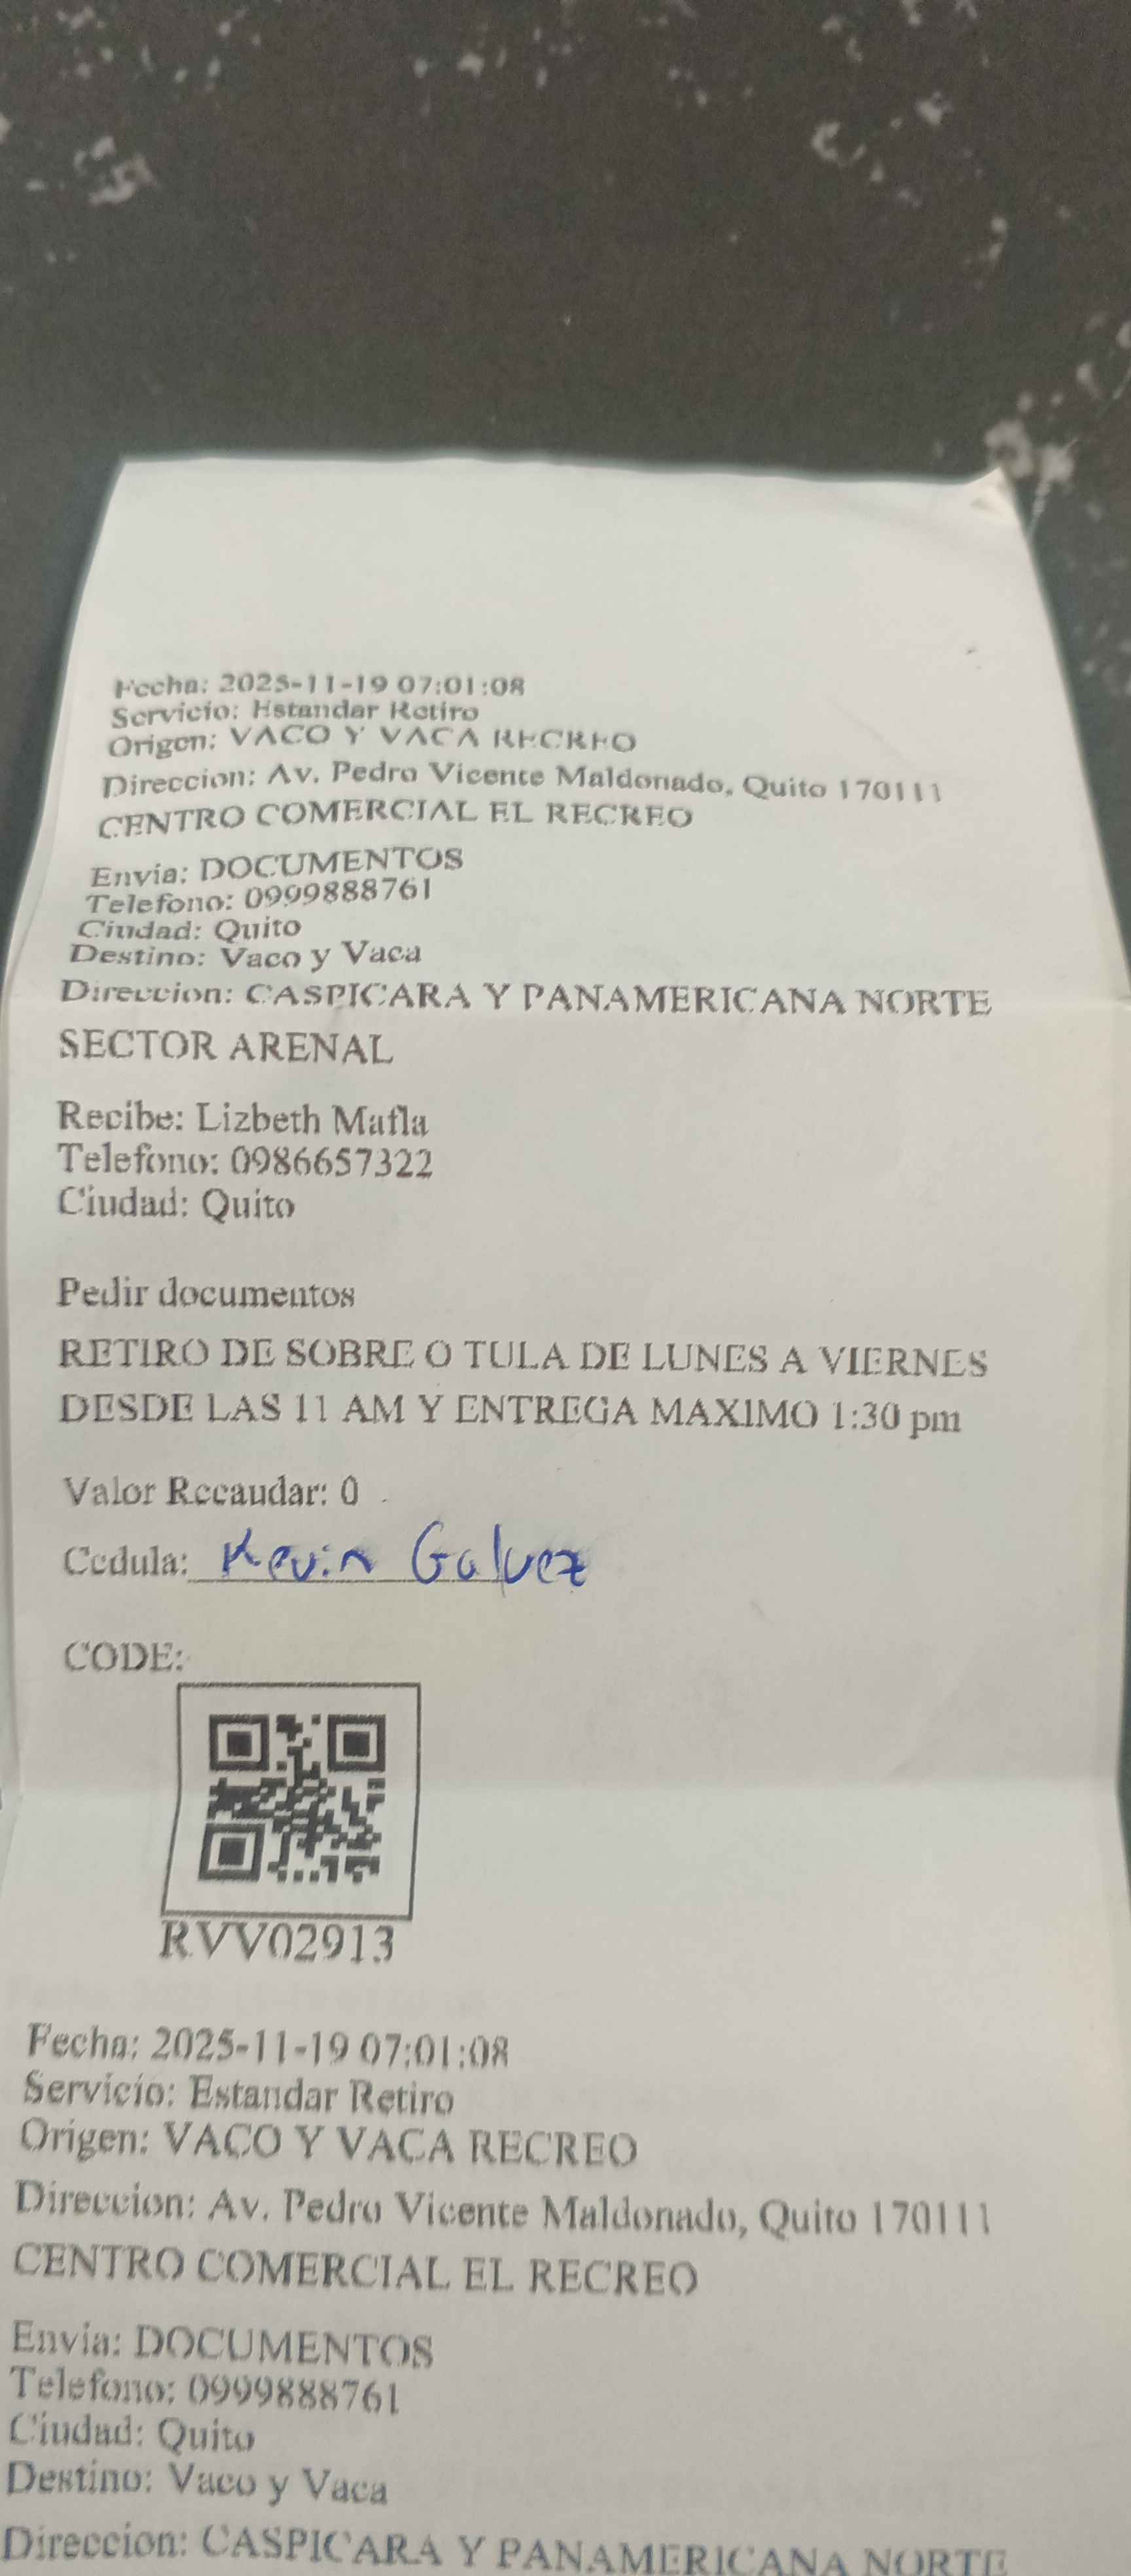 Fecha: 2025-11-19 07:01:08
Servicio: Estandar Retiro
Origen: VACO Y VACA RECREO
Direccion: Av. Pedro Vicente Maldonado, Quito 170111
CENTRO COMERCIAL EL RECREO
Envia: DOCUMENTOS
Telefono: 0999888761
Ciudad: Quito
Destino: Vaco y Vaca
Direccion: CASPICARA Y PANAMERICANA NORTE
SECTOR ARENAL
Recibe: Lizbeth Mafla
Telefono: 0986657322
Ciudad: Quito
Pedir documentos
RETIRO DE SOBRE O TULA DE LUNES A VIERNES
DESDE LAS 11 AM Y ENTREGA MAXIMO 1:30 pm
Valor Recaudar: 0
Cedula: Kevin Galvez
CODE:
RVV02913
Fecha: 2025-11-19 07:01:08
Servicio: Estandar Retiro
Origen: VACO Y VACA RECREO
Direccion: Av. Pedro Vicente Maldonado, Quito 170111
CENTRO COMERCIAL EL RECREO
Envia: DOCUMENTOS
Telefono: 0999888761
Ciudad: Quito
Destino: Vaco y Vaca
Direccion: CASPICARA Y PANAMERICANA NORTE